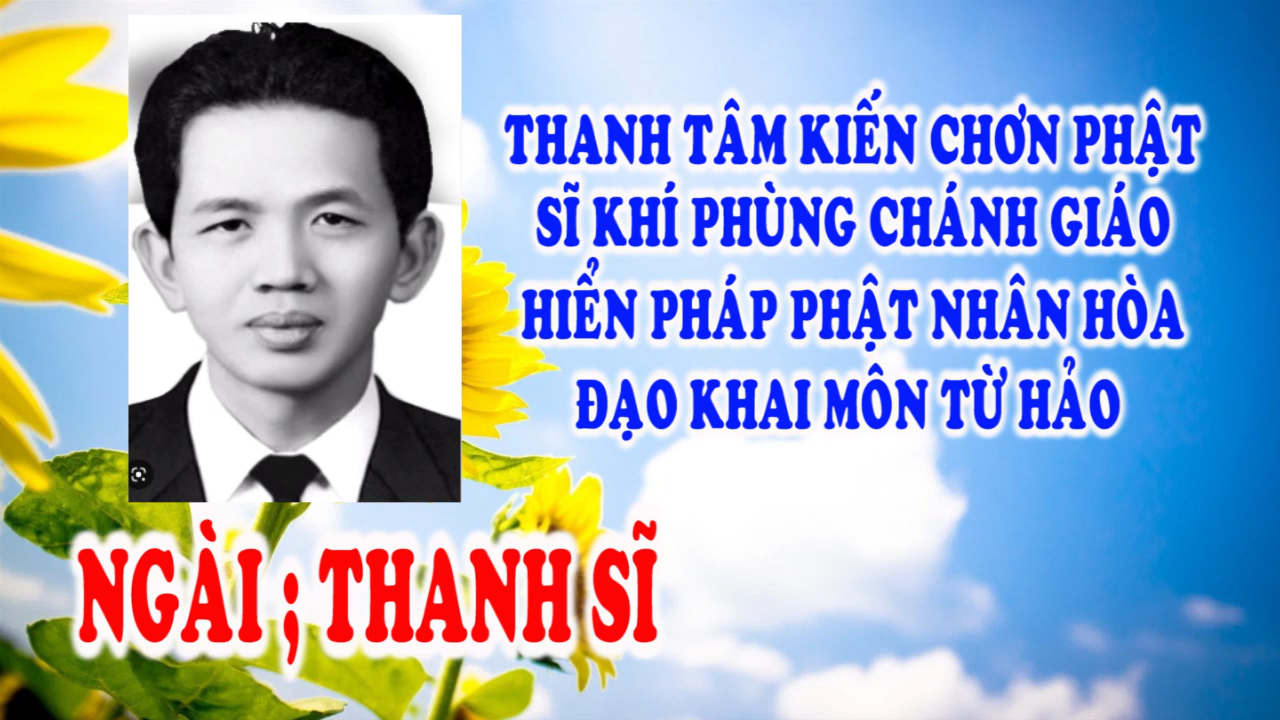 THANH TÂM KIẾN CHƠN PHẬT
SĨ KHÍ PHÙNG CHÁNH GIÁO
HIỂN PHÁP PHẬT NHÂN HÒA
ĐẠO KHAI MÔN TỪ HẢO
NGÀI ; THANH SĨ